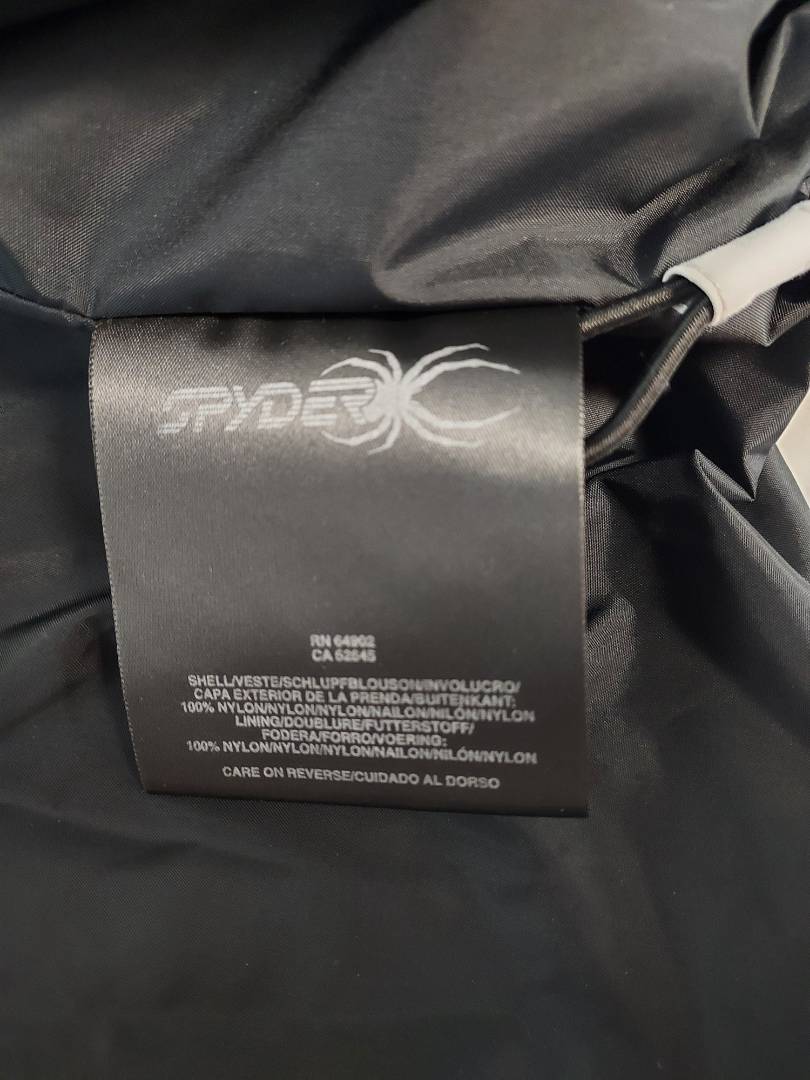 SPYDER
RN 64902
CA 52645
SHELL/VESTE/SCHLUPFBLOUSON/INVOLUCRO/
CAPA EXTERIOR DE LA PRENDA/BUITENKANT:
100% NYLON/NYLON/NYLON/NAILON/NILÓN/NYLON
LINING/DOUBLURE/FUTTERSTOFF/
FODERA/FORRO/VOERING:
100% NYLON/NYLON/NYLON/NAILON/NILÓN/NYLON
CARE ON REVERSE/CUIDADO AL DORSO